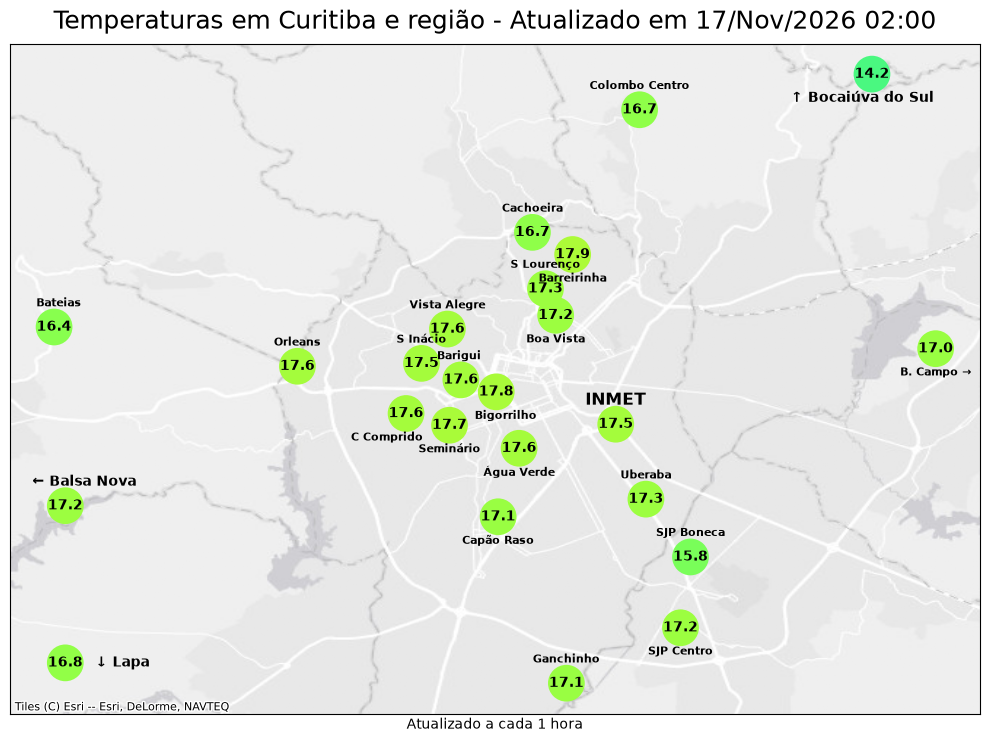 Temperaturas em Curitiba e região - Atualizado em 17/Nov/2026 02:00
14.2
↑ Bocaiúva do Sul
Colombo Centro
16.7
Cachoeira
16.7
17.9
S Lourenço
Barreirinha
17.3
17.2
Boa Vista
Bateias
16.4
Vista Alegre
17.6
S Inácio
17.5
Barigui
17.6
Orleans
17.6
17.8
Bigorrilho
17.0
B. Campo →
17.6
C Comprido
17.7
Seminário
INMET
17.5
17.6
Água Verde
← Balsa Nova
17.2
Uberaba
17.3
17.1
Capão Raso
SJP Boneca
15.8
17.2
SJP Centro
16.8 ↓ Lapa
Ganchinho
17.1
Tiles (C) Esri -- Esri, DeLorme, NAVTEQ
Atualizado a cada 1 hora